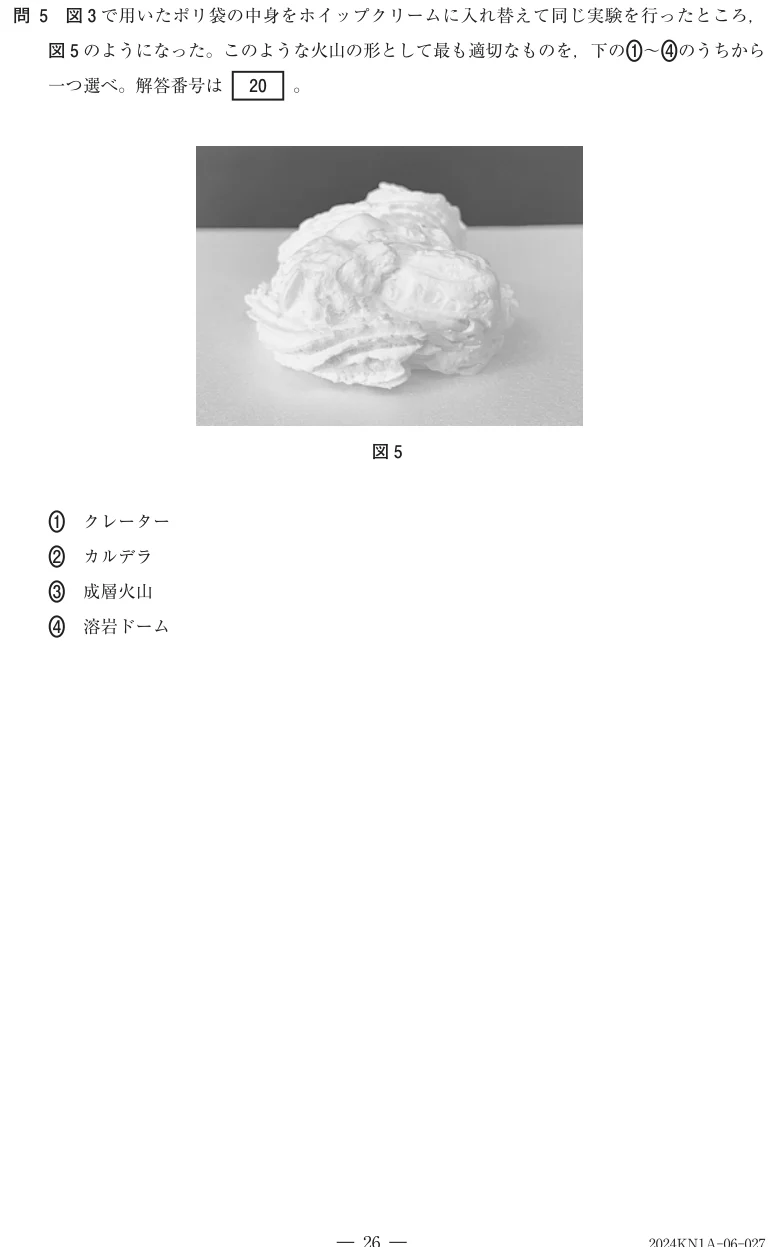 問 5　図 3 で用いたポリ袋の中身をホイップクリームに入れ替えて同じ実験を行ったところ，
図 5 のようになった。このような火山の形として最も適切なものを，下の①～④のうちから
一つ選べ。解答番号は 20 。
図 5
① クレーター
② カルデラ
③ 成層火山
④ 溶岩ドーム
― 26 ―
2024KN1A-06-027